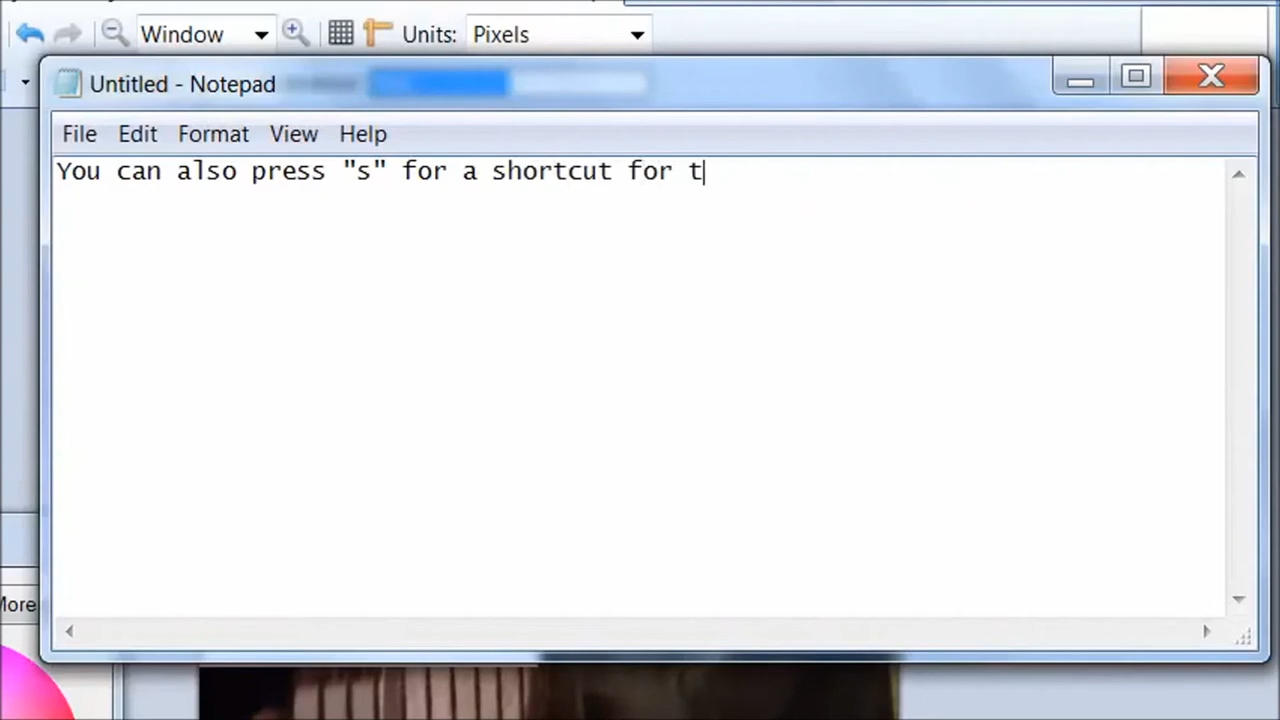 Window
Units: Pixels
Untitled - Notepad
File Edit Format View Help
You can also press "s" for a shortcut for t
More